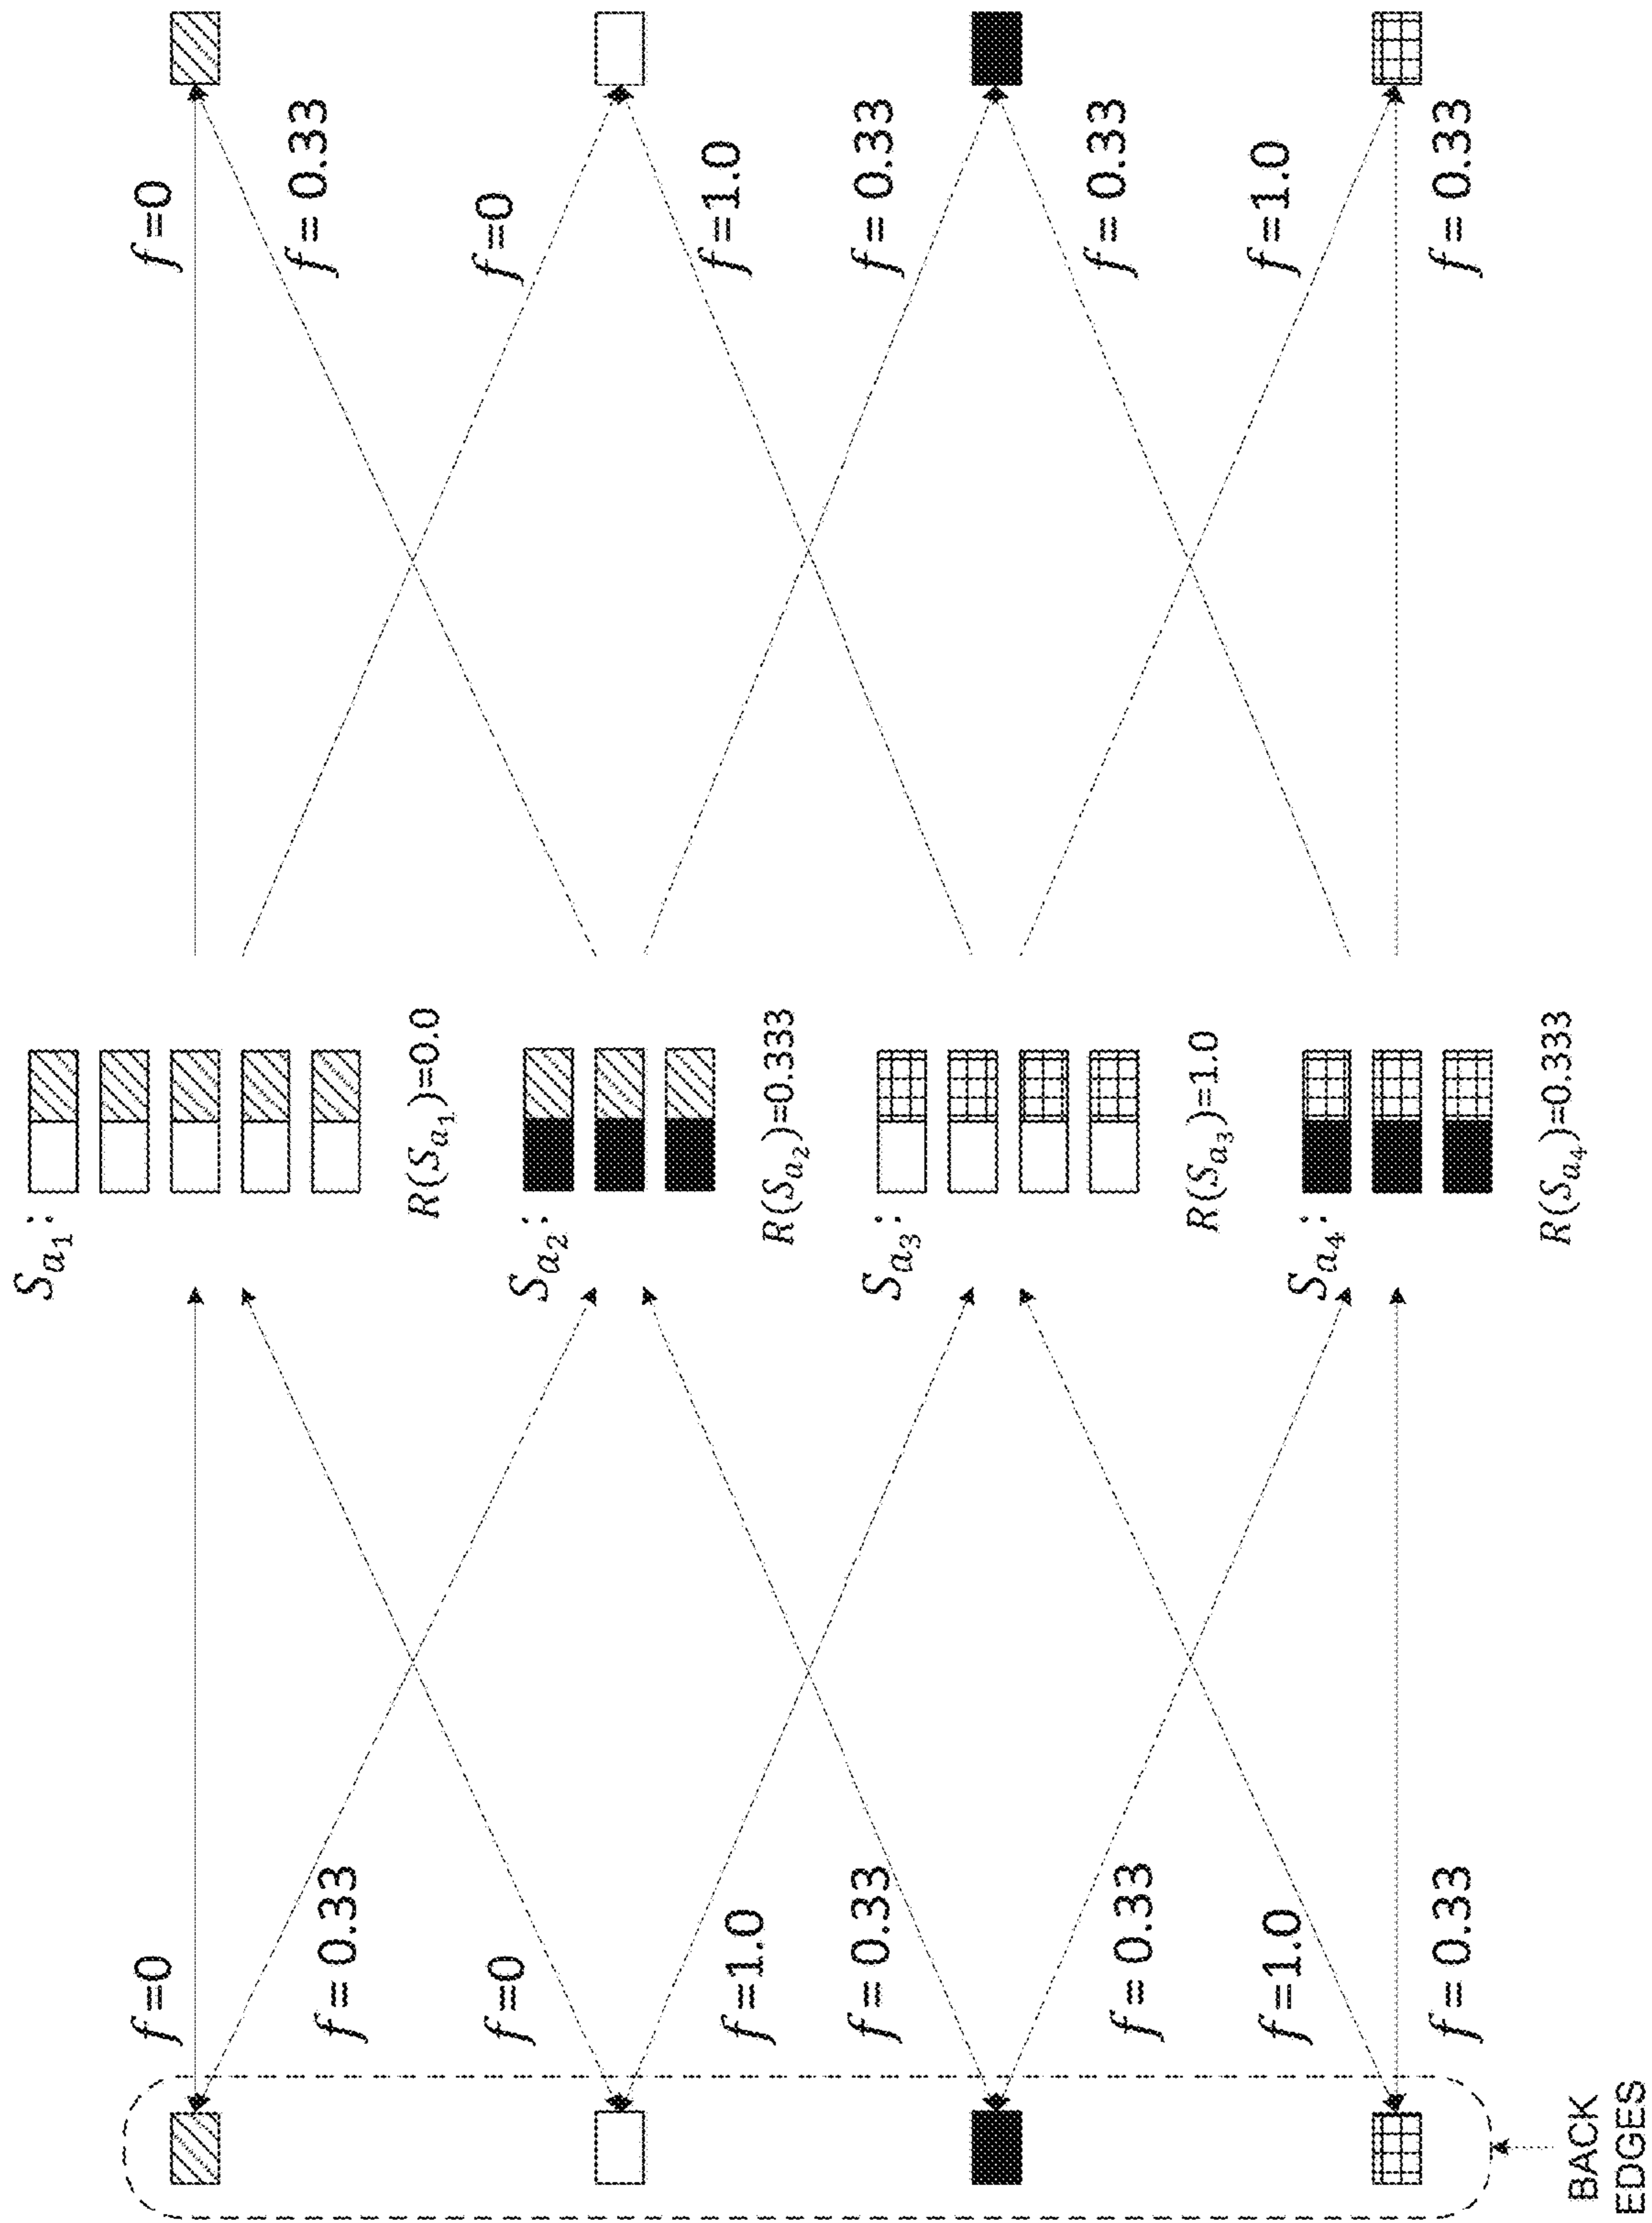 f=0
f= 0.33
f=0
f=1.0
f= 0.33
f= 0.33
f=1.0
f= 0.33
BACK
EDGES
S_{a_1}:
R(S_{a_1})=0.0
S_{a_2}:
R(S_{a_2})=0.333
S_{a_3}:
R(S_{a_3})=1.0
S_{a_4}:
R(S_{a_4})=0.333
f=0
f= 0.33
f=0
f=1.0
f= 0.33
f= 0.33
f=1.0
f= 0.33